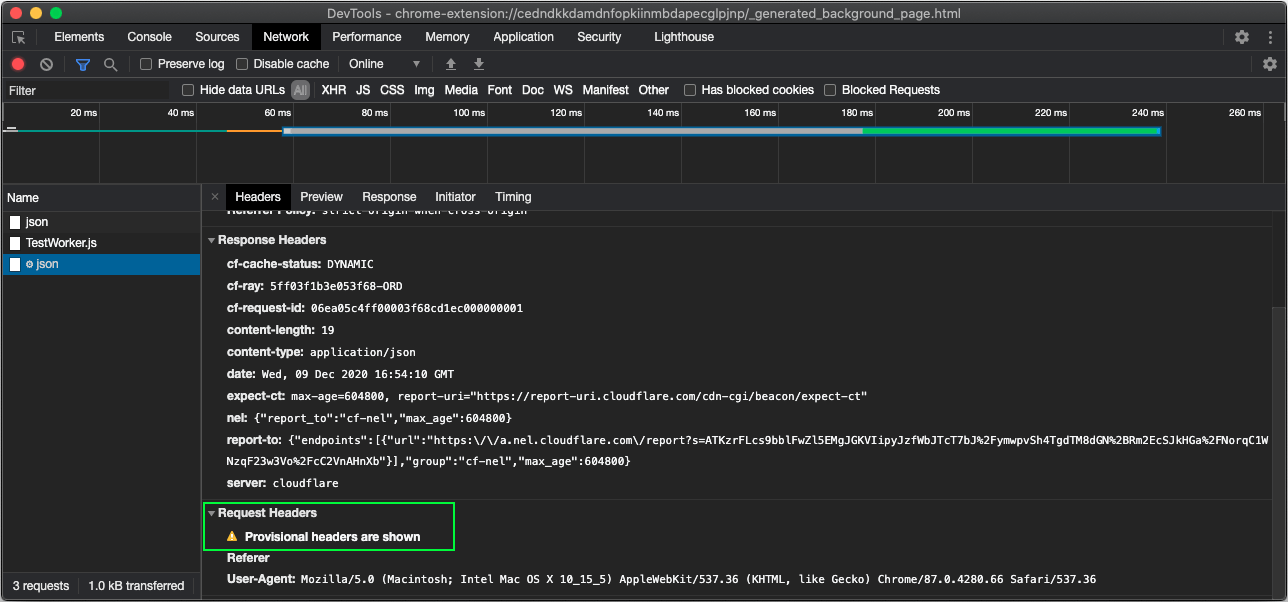 DevTools - chrome-extension://cedndkkdamdnfopkiinmbdapecglpjnp/_generated_background_page.html
Elements Console Sources Network Performance Memory Application Security Lighthouse
Preserve log Disable cache Online
Filter Hide data URLs All XHR JS CSS Img Media Font Doc WS Manifest Other Has blocked cookies Blocked Requests
20 ms 40 ms 60 ms 80 ms 100 ms 120 ms 140 ms 160 ms 180 ms 200 ms 220 ms 240 ms 260 ms
Name
json
TestWorker.js
json
3 requests 1.0 kB transferred
Headers Preview Response Initiator Timing
Referrer Policy: strict-origin-when-cross-origin
Response Headers
cf-cache-status: DYNAMIC
cf-ray: 5ff03f1b3e053f68-ORD
cf-request-id: 06ea05c4ff00003f68cd1ec000000001
content-length: 19
content-type: application/json
date: Wed, 09 Dec 2020 16:54:10 GMT
expect-ct: max-age=604800, report-uri="https://report-uri.cloudflare.com/cdn-cgi/beacon/expect-ct"
nel: {"report_to":"cf-nel","max_age":604800}
report-to: {"endpoints":[{"url":"https:\/\/a.nel.cloudflare.com\/report?s=ATKzrFLcs9bblFwZl5EMgJGKVIipyJzfWbJTcT7bJ%2FymwpvSh4TgdTM8dGN%2BRm2EcSJkHGa%2FNorqC1W
NzqF23w3Vo%2FcC2VnAHnXb"}],"group":"cf-nel","max_age":604800}
server: cloudflare
Request Headers
Provisional headers are shown
Referer
User-Agent: Mozilla/5.0 (Macintosh; Intel Mac OS X 10_15_5) AppleWebKit/537.36 (KHTML, like Gecko) Chrome/87.0.4280.66 Safari/537.36